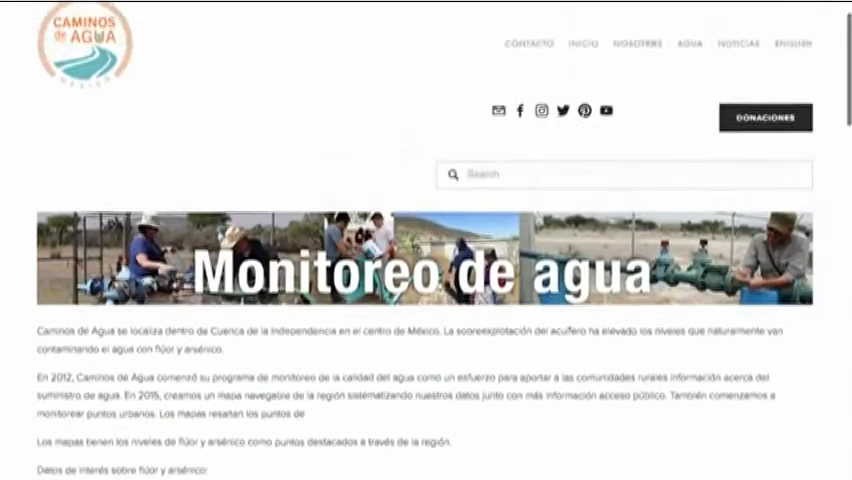 CAMINOS
de AGUA
MÉXICO
CONTACTO INICIO NOSOTRXS AGUA NOTICIAS ENGLISH
DONACIONES
Search
Monitoreo de agua
Caminos de Agua se localiza dentro de Cuenca de la Independencia en el centro de México. La sobreexplotación del acuífero ha elevado los niveles que naturalmente van
contaminando el agua con flúor y arsénico.
En 2012, Caminos de Agua comenzó su programa de monitoreo de la calidad del agua como un esfuerzo para aportar a las comunidades rurales información acerca del
suministro de agua. En 2015, creamos un mapa navegable de la región sistematizando nuestros datos junto con más información acceso público. También comenzamos a
monitorear puntos urbanos. Los mapas resaltan los puntos de
Los mapas tienen los niveles de flúor y arsénico como puntos destacados a través de la región.
Datos de interés sobre flúor y arsénico: